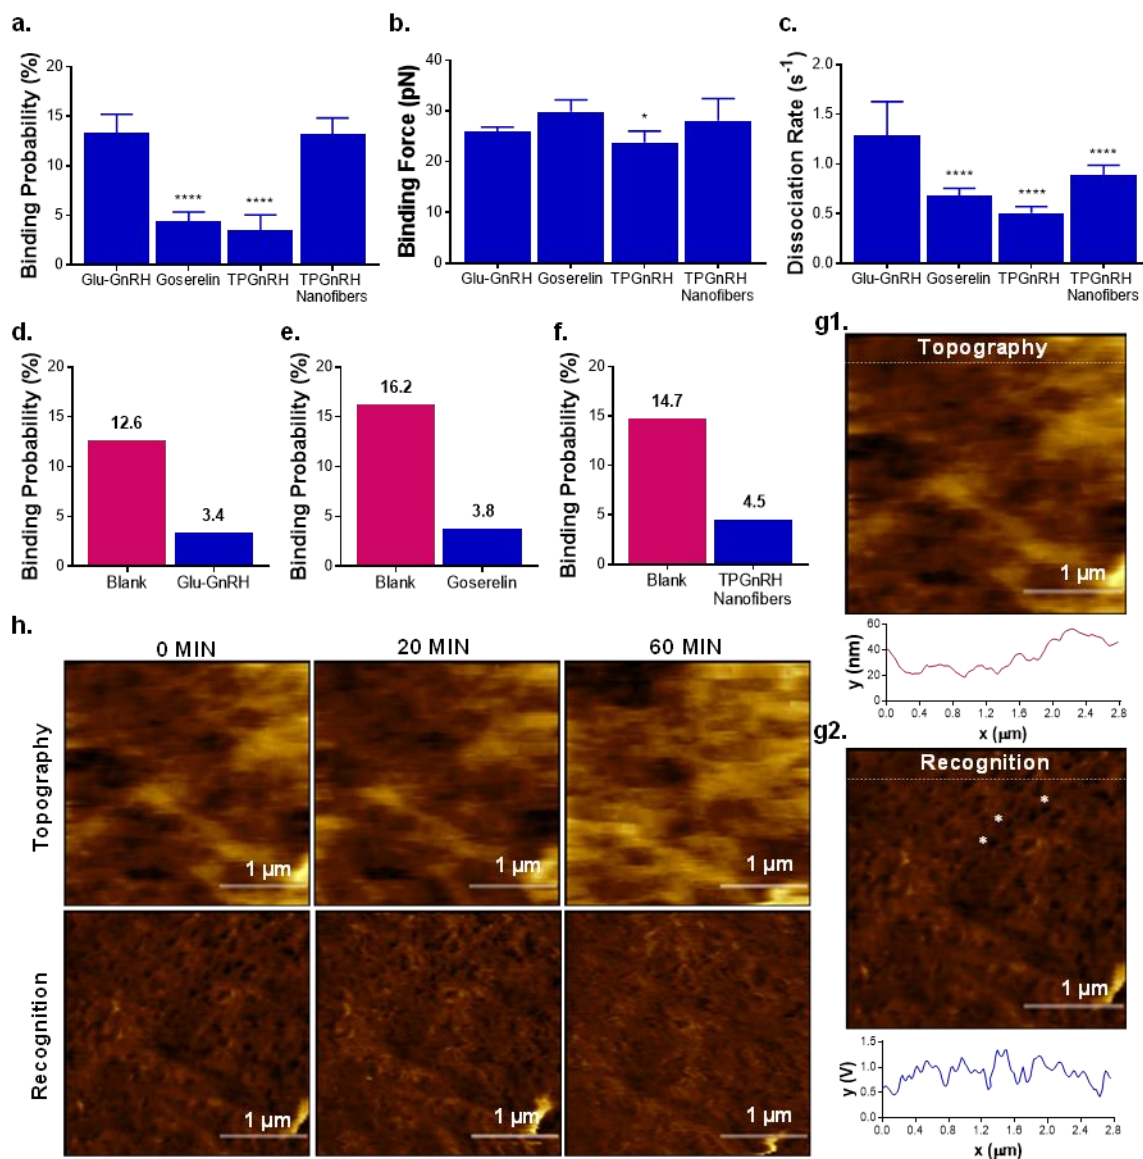 a.
Binding Probability (%)
20
15
10
5
0
****
****
Glu-GnRH Goserelin TPGnRH TPGnRH
Nanofibers
b.
Binding Force (pN)
40
30
20
10
0
*
Glu-GnRH Goserelin TPGnRH TPGnRH
Nanofibers
c.
Dissociation Rate (s-1)
2.0
1.5
1.0
0.5
0.0
****
****
****
Glu-GnRH Goserelin TPGnRH TPGnRH
Nanofibers
d.
Binding Probability (%)
20
15
10
5
0
12.6
3.4
Blank Glu-GnRH
e.
Binding Probability (%)
20
15
10
5
0
16.2
3.8
Blank Goserelin
f.
Binding Probability (%)
20
15
10
5
0
14.7
4.5
Blank TPGnRH
Nanofibers
g1.
Topography
1 µm
y (nm)
60
40
20
0
0.0 0.4 0.8 1.2 1.6 2.0 2.4 2.8
x (µm)
g2.
Recognition
*
*
*
1 µm
y (V)
1.5
1.0
0.5
0.0
0.0 0.4 0.8 1.2 1.6 2.0 2.4 2.8
x (µm)
h.
0 MIN 20 MIN 60 MIN
Topography
1 µm 1 µm 1 µm
Recognition
1 µm 1 µm 1 µm